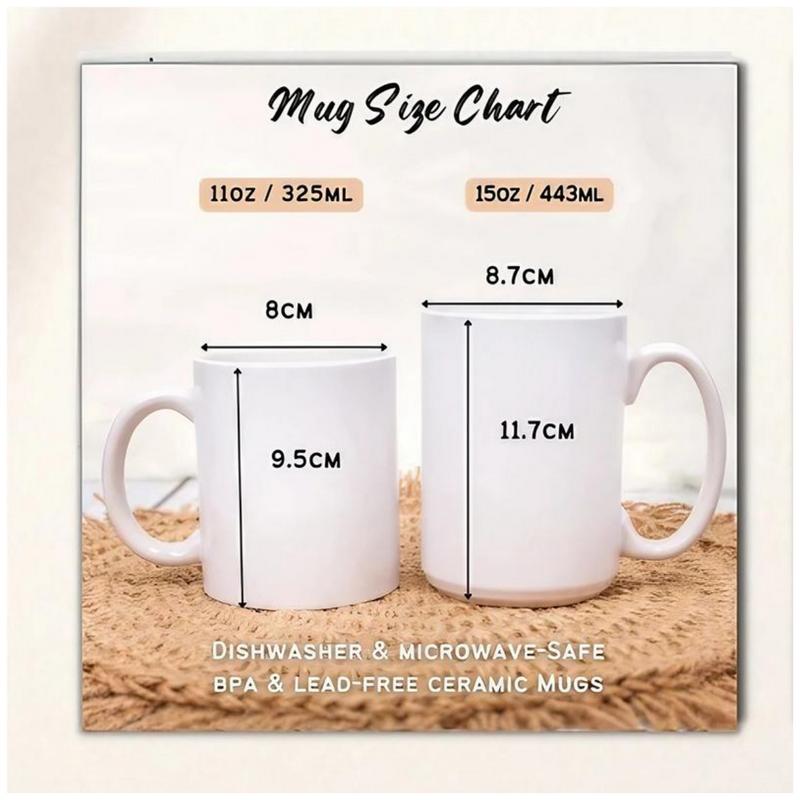 Mug Size Chart
11oz / 325ml
15oz / 443ml
8cm
8.7cm
9.5cm
11.7cm
Dishwasher & microwave-Safe
BPA & lead-free ceramic Mugs